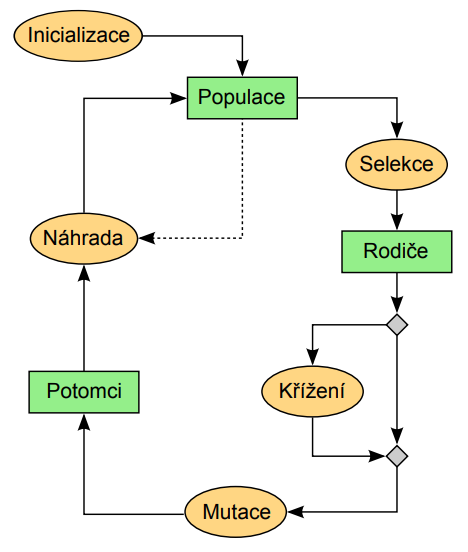 Inicializace
Populace
Selekce
Náhrada
Rodiče
Potomci
Křížení
Mutace